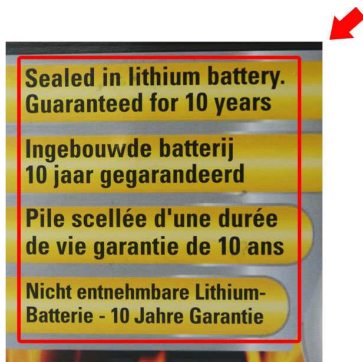 Sealed in lithium battery.
Guaranteed for 10 years
Ingebouwde batterij
10 jaar gegarandeerd
Pile scellée d'une durée
de vie garantie de 10 ans
Nicht entnehmbare Lithium-
Batterie - 10 Jahre Garantie